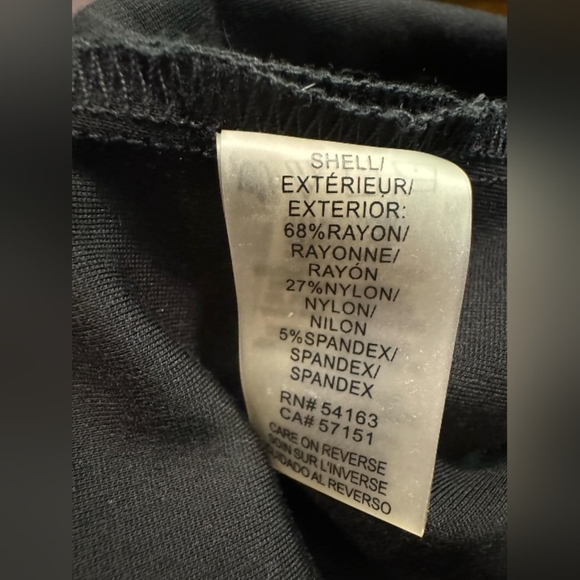 SHELL/
EXTÉRIEUR/
EXTERIOR:
68%RAYON/
RAYONNE/
RAYÓN
27%NYLON/
NYLON/
NILON
5%SPANDEX/
SPANDEX/
SPANDEX
RN# 54163
CA# 57151
CARE ON REVERSE
SOIN SUR L'INVERSE
CUIDADO AL REVERSO